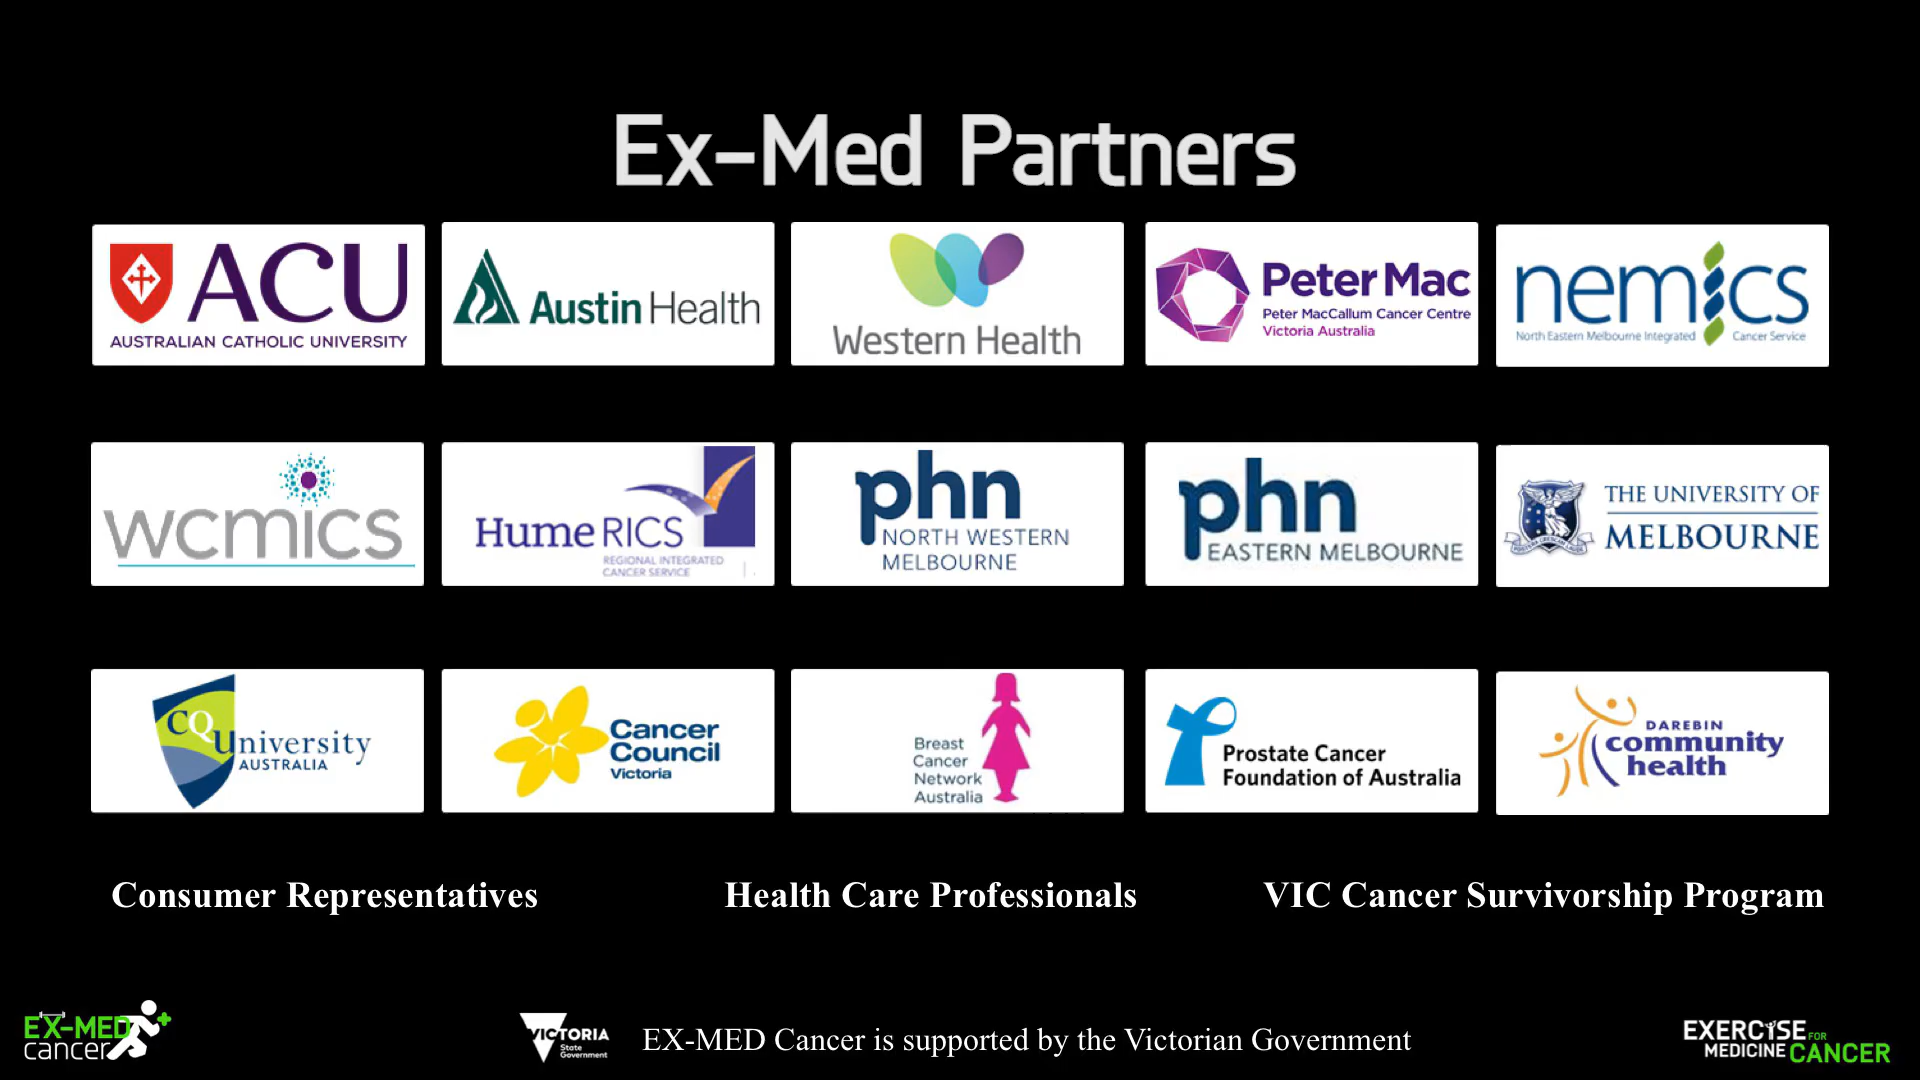 Ex-Med Partners
ACU
AUSTRALIAN CATHOLIC UNIVERSITY
Austin Health
Western Health
Peter Mac
Peter MacCallum Cancer Centre
Victoria Australia
nemics
North Eastern Melbourne Integrated Cancer Service
wcmics
Hume RICS
REGIONAL INTEGRATED
CANCER SERVICE
phn
NORTH WESTERN
MELBOURNE
phn
EASTERN MELBOURNE
THE UNIVERSITY OF
MELBOURNE
CQUniversity
AUSTRALIA
Cancer
Council
Victoria
Breast
Cancer
Network
Australia
Prostate Cancer
Foundation of Australia
DAREBIN
community
health
Consumer Representatives
Health Care Professionals
VIC Cancer Survivorship Program
EX-MED
cancer
VICTORIA
State
Government
EX-MED Cancer is supported by the Victorian Government
EXERCISE FOR
MEDICINE CANCER